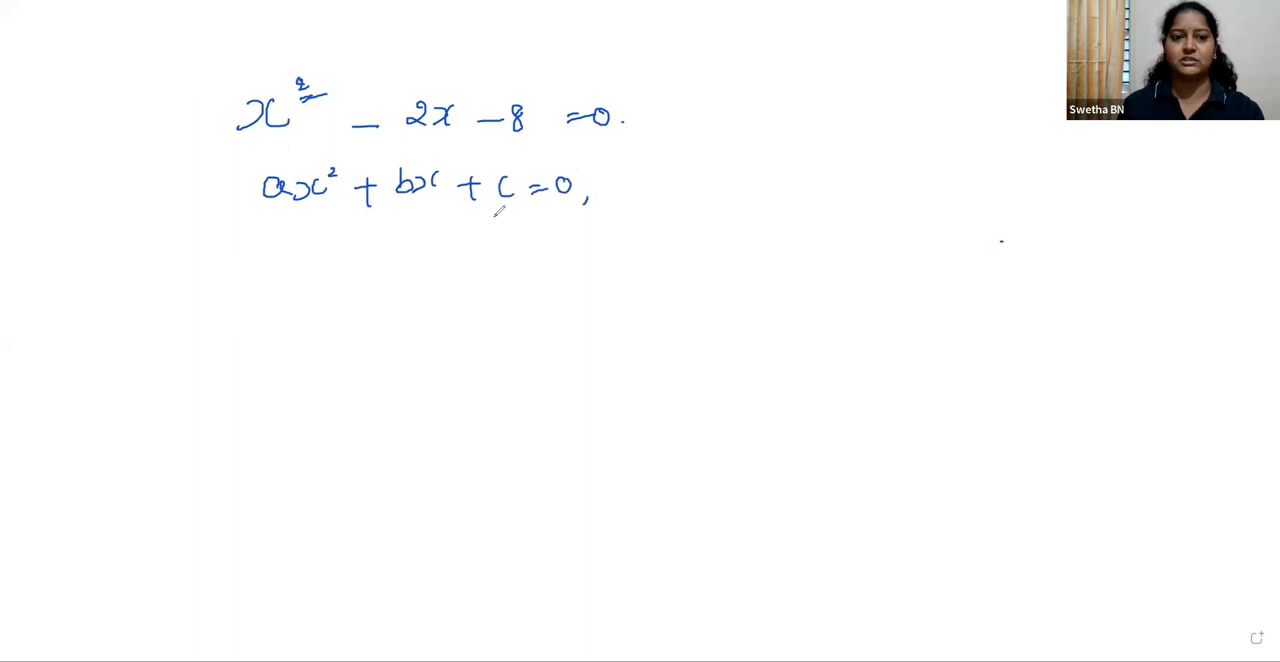 x² - 2x - 8 = 0.
ax² + bx + c = 0,
Swetha BN